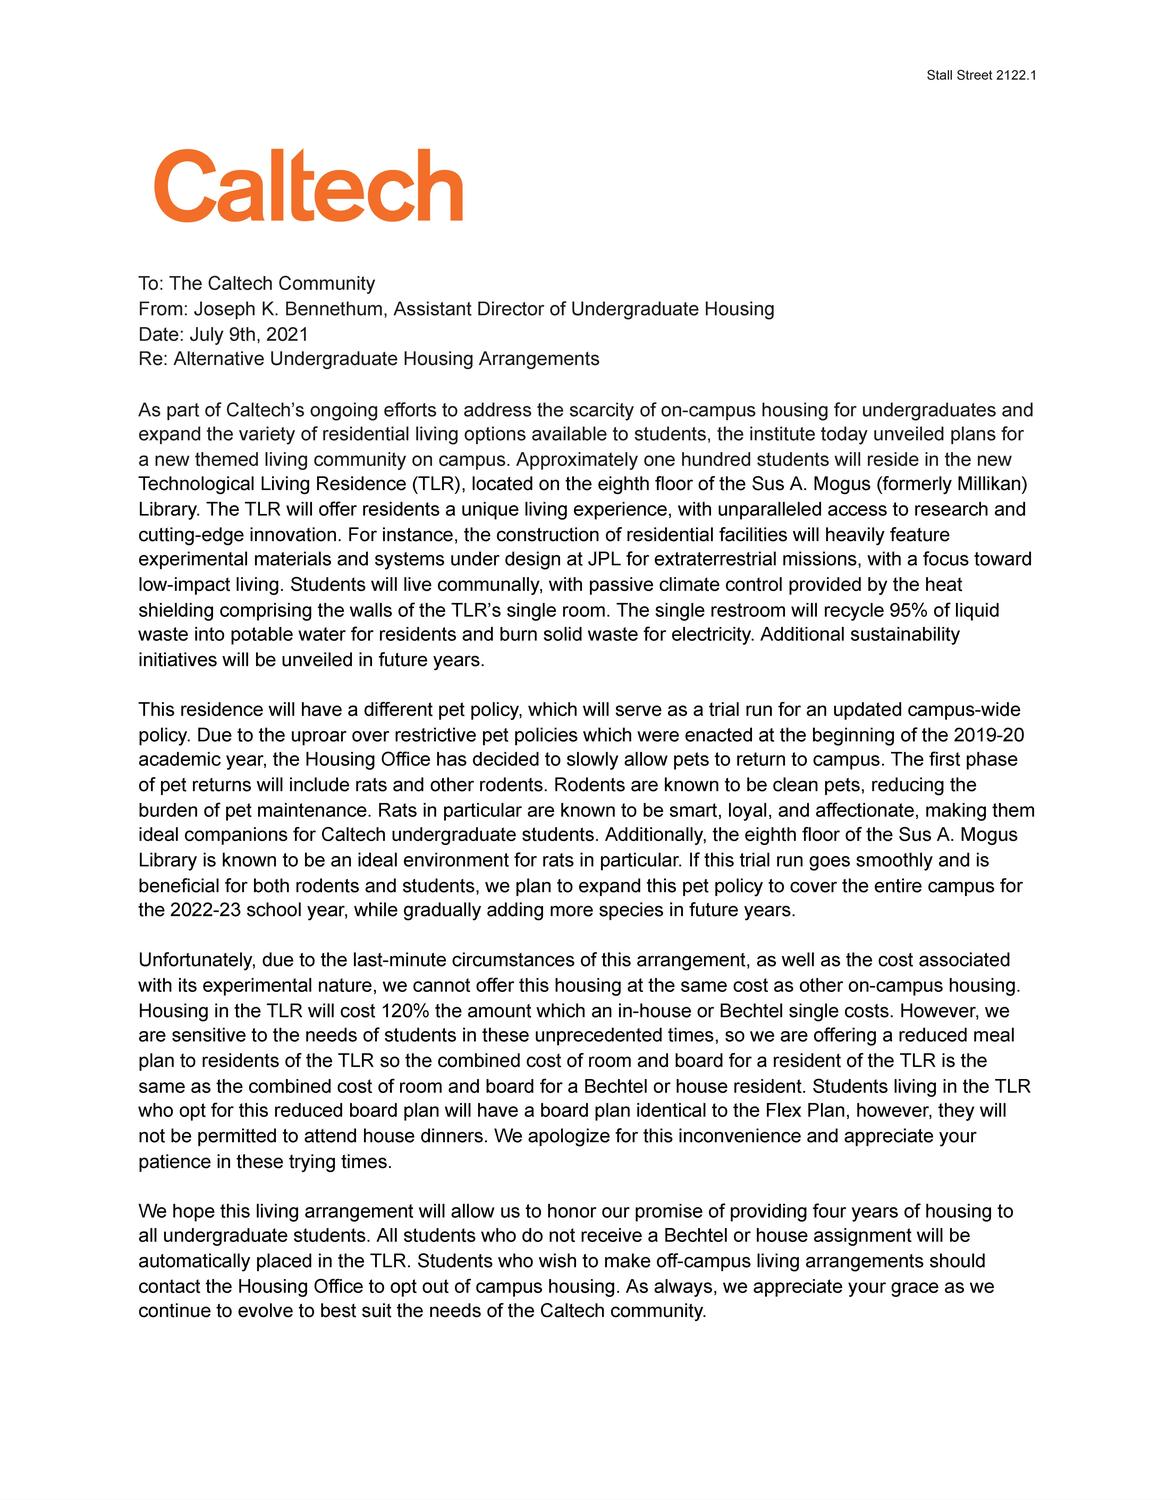 Stall Street 2122.1
Caltech
To: The Caltech Community
From: Joseph K. Bennethum, Assistant Director of Undergraduate Housing
Date: July 9th, 2021
Re: Alternative Undergraduate Housing Arrangements
As part of Caltech’s ongoing efforts to address the scarcity of on-campus housing for undergraduates and
expand the variety of residential living options available to students, the institute today unveiled plans for
a new themed living community on campus. Approximately one hundred students will reside in the new
Technological Living Residence (TLR), located on the eighth floor of the Sus A. Mogus (formerly Millikan)
Library. The TLR will offer residents a unique living experience, with unparalleled access to research and
cutting-edge innovation. For instance, the construction of residential facilities will heavily feature
experimental materials and systems under design at JPL for extraterrestrial missions, with a focus toward
low-impact living. Students will live communally, with passive climate control provided by the heat
shielding comprising the walls of the TLR’s single room. The single restroom will recycle 95% of liquid
waste into potable water for residents and burn solid waste for electricity. Additional sustainability
initiatives will be unveiled in future years.
This residence will have a different pet policy, which will serve as a trial run for an updated campus-wide
policy. Due to the uproar over restrictive pet policies which were enacted at the beginning of the 2019-20
academic year, the Housing Office has decided to slowly allow pets to return to campus. The first phase
of pet returns will include rats and other rodents. Rodents are known to be clean pets, reducing the
burden of pet maintenance. Rats in particular are known to be smart, loyal, and affectionate, making them
ideal companions for Caltech undergraduate students. Additionally, the eighth floor of the Sus A. Mogus
Library is known to be an ideal environment for rats in particular. If this trial run goes smoothly and is
beneficial for both rodents and students, we plan to expand this pet policy to cover the entire campus for
the 2022-23 school year, while gradually adding more species in future years.
Unfortunately, due to the last-minute circumstances of this arrangement, as well as the cost associated
with its experimental nature, we cannot offer this housing at the same cost as other on-campus housing.
Housing in the TLR will cost 120% the amount which an in-house or Bechtel single costs. However, we
are sensitive to the needs of students in these unprecedented times, so we are offering a reduced meal
plan to residents of the TLR so the combined cost of room and board for a resident of the TLR is the
same as the combined cost of room and board for a Bechtel or house resident. Students living in the TLR
who opt for this reduced board plan will have a board plan identical to the Flex Plan, however, they will
not be permitted to attend house dinners. We apologize for this inconvenience and appreciate your
patience in these trying times.
We hope this living arrangement will allow us to honor our promise of providing four years of housing to
all undergraduate students. All students who do not receive a Bechtel or house assignment will be
automatically placed in the TLR. Students who wish to make off-campus living arrangements should
contact the Housing Office to opt out of campus housing. As always, we appreciate your grace as we
continue to evolve to best suit the needs of the Caltech community.